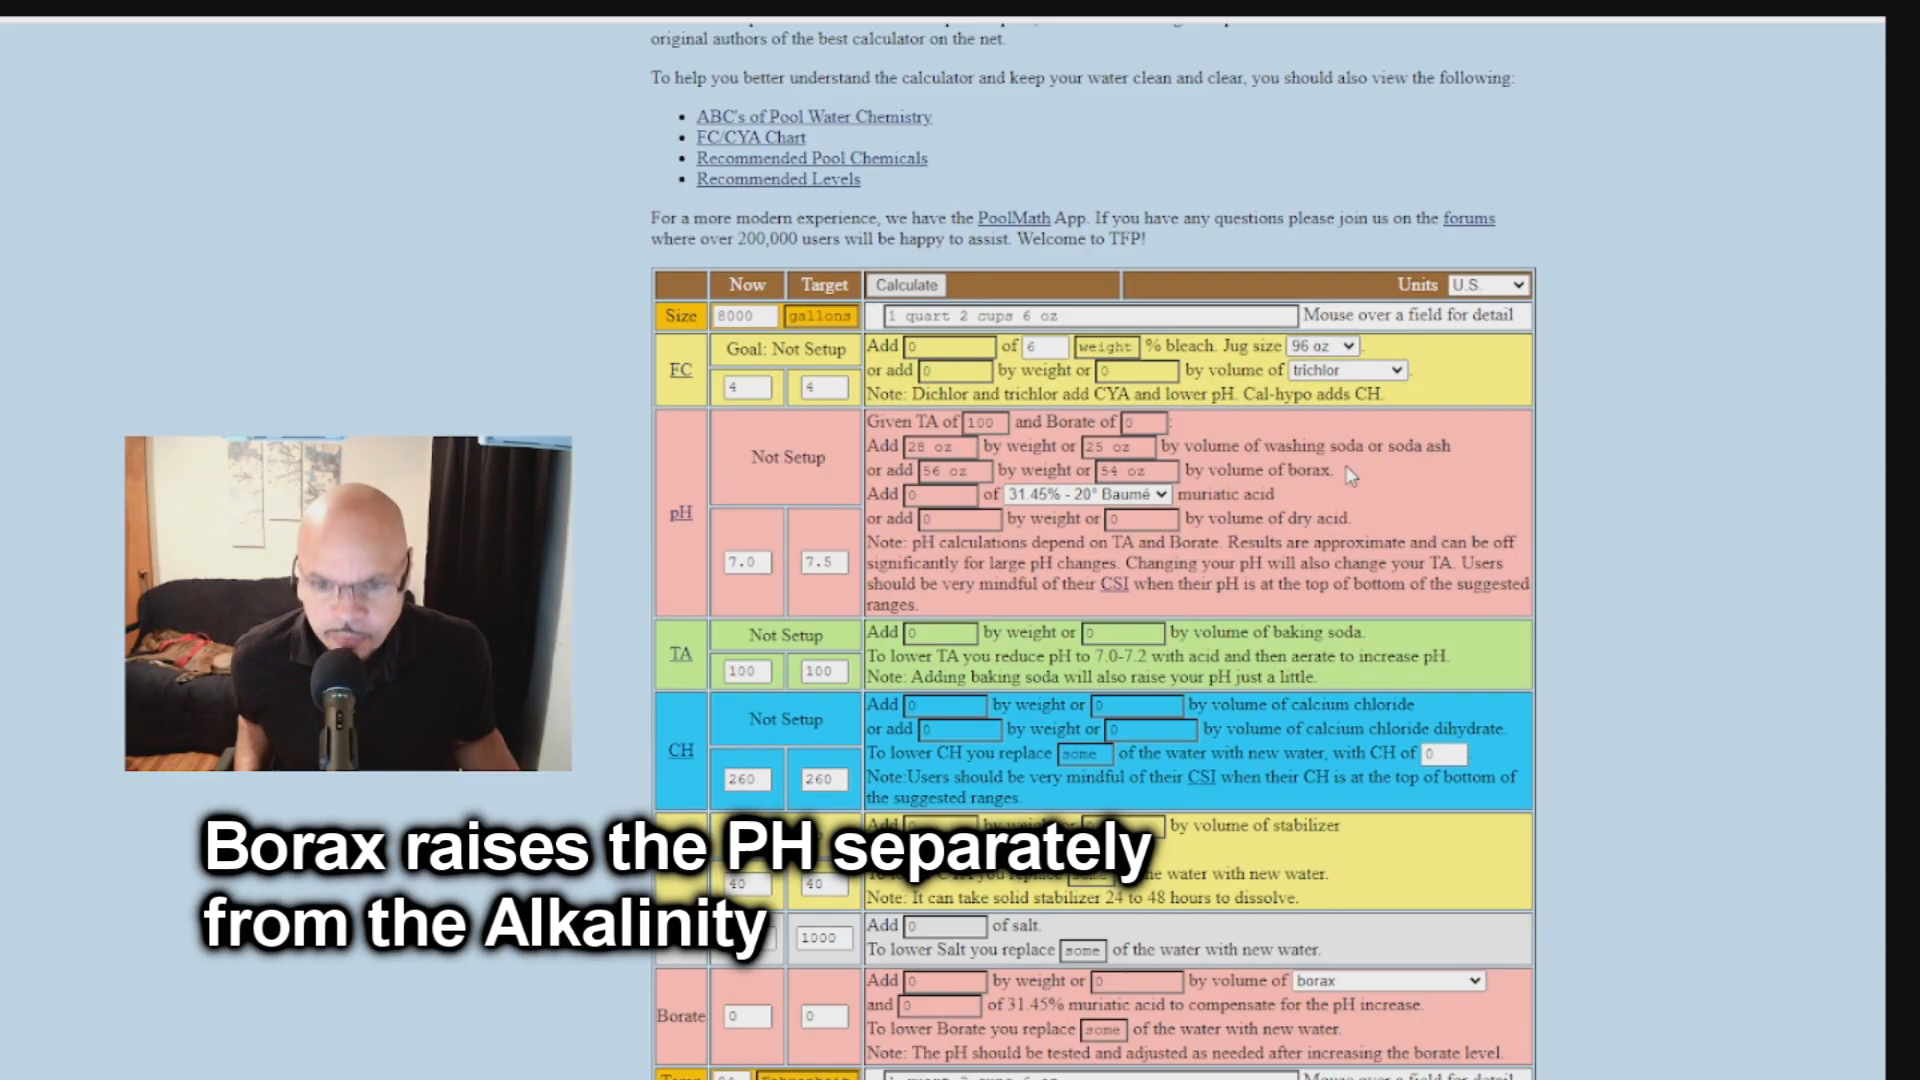 original authors of the best calculator on the net.
To help you better understand the calculator and keep your water clean and clear, you should also view the following:
• ABC's of Pool Water Chemistry
• FC/CYA Chart
• Recommended Pool Chemicals
• Recommended Levels
For a more modern experience, we have the PoolMath App. If you have any questions please join us on the forums
where over 200,000 users will be happy to assist. Welcome to TFP!
Now Target Calculate Units U.S.
Size 8000 gallons 1 quart 2 cups 6 oz Mouse over a field for detail
FC Goal: Not Setup
4 4
Add 0 of 6 weight % bleach. Jug size 96 oz .
or add 0 by weight or 0 by volume of trichlor .
Note: Dichlor and trichlor add CYA and lower pH. Cal-hypo adds CH.
pH Not Setup
7.0 7.5
Given TA of 100 and Borate of 0 :
Add 28 oz by weight or 25 oz by volume of washing soda or soda ash
or add 56 oz by weight or 54 oz by volume of borax.
Add 0 of 31.45% - 20° Baumé muriatic acid
or add 0 by weight or 0 by volume of dry acid.
Note: pH calculations depend on TA and Borate. Results are approximate and can be off
significantly for large pH changes. Changing your pH will also change your TA. Users
should be very mindful of their CSI when their pH is at the top of bottom of the suggested
ranges.
TA Not Setup
100 100
Add 0 by weight or 0 by volume of baking soda.
To lower TA you reduce pH to 7.0-7.2 with acid and then aerate to increase pH.
Note: Adding baking soda will also raise your pH just a little.
CH Not Setup
260 260
Add 0 by weight or 0 by volume of calcium chloride
or add 0 by weight or 0 by volume of calcium chloride dihydrate.
To lower CH you replace some of the water with new water, with CH of 0 .
Note:Users should be very mindful of their CSI when their CH is at the top of bottom of
the suggested ranges.
by volume of stabilizer
40 40
water with new water.
Note: It can take solid stabilizer 24 to 48 hours to dissolve.
1000
Add 0 of salt.
To lower Salt you replace some of the water with new water.
Borate 0 0
Add 0 by weight or 0 by volume of borax
and 0 of 31.45% muriatic acid to compensate for the pH increase.
To lower Borate you replace some of the water with new water.
Note: The pH should be tested and adjusted as needed after increasing the borate level.
Borax raises the PH separately
from the Alkalinity